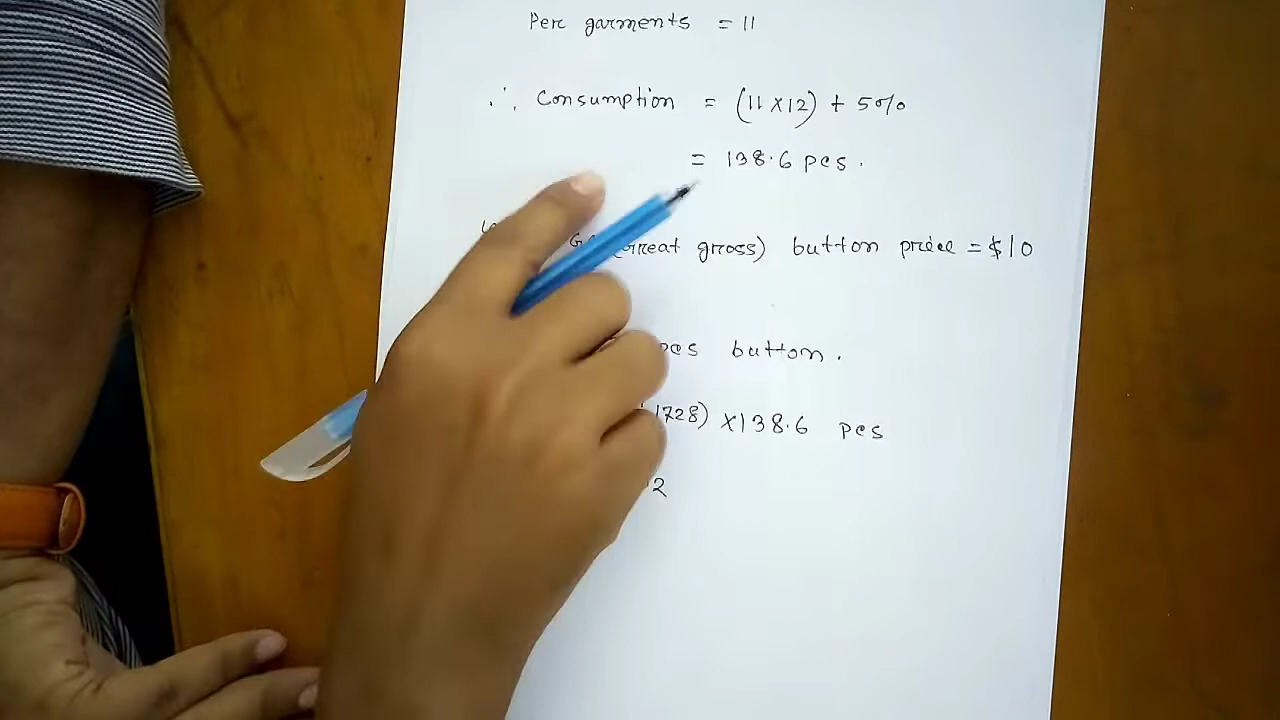 Per garments = 11
∴ Consumption = (11 x 12) + 5%
= 138.6 pcs.
(Great gross) button price = $10
pcs button.
1728) x 138.6 pcs
2